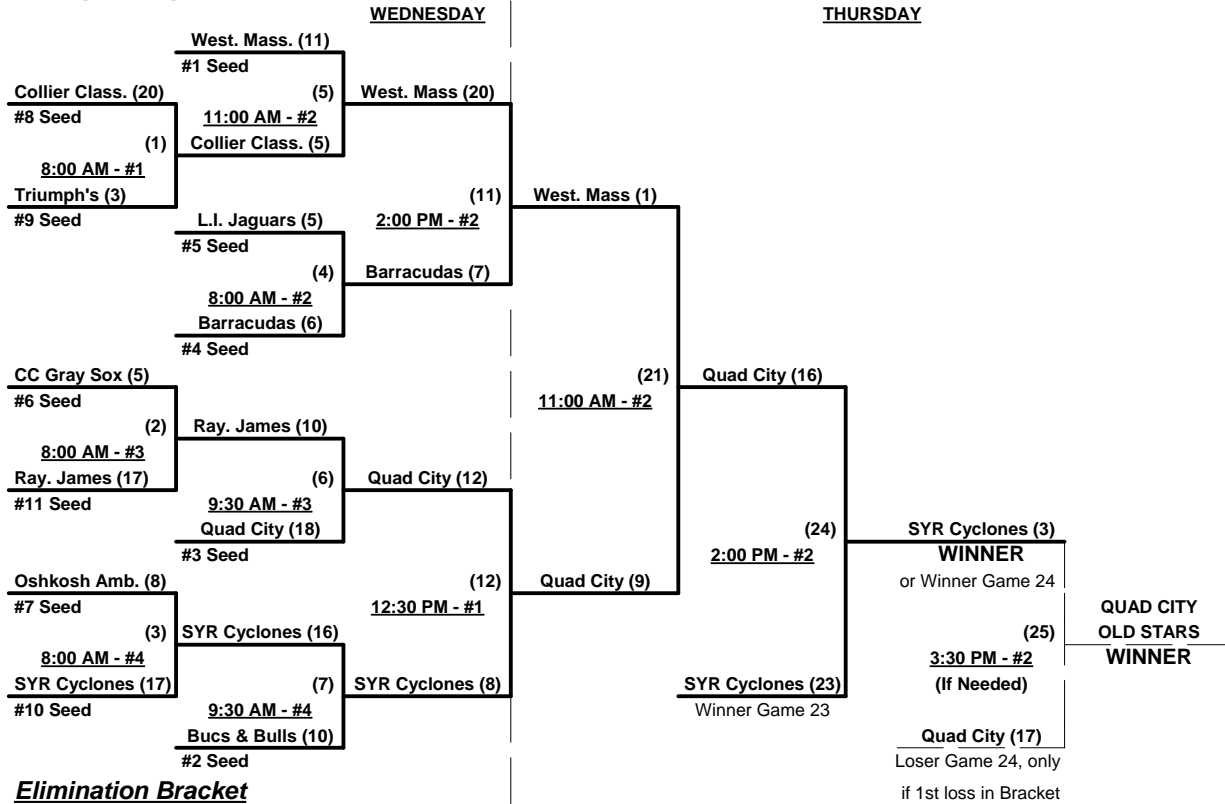 WEDNESDAY
THURSDAY
West. Mass. (11)
#1 Seed
Collier Class. (20)
(5)
West. Mass (20)
#8 Seed
11:00 AM - #2
(1)
Collier Class. (5)
8:00 AM - #1
Triumph's (3)
(11)
West. Mass (1)
#9 Seed
L.I. Jaguars (5)
2:00 PM - #2
#5 Seed
(4)
Barracudas (7)
8:00 AM - #2
Barracudas (6)
#4 Seed
CC Gray Sox (5)
(21)
Quad City (16)
#6 Seed
11:00 AM - #2
(2)
Ray. James (10)
8:00 AM - #3
Ray. James (17)
(6)
Quad City (12)
#11 Seed
9:30 AM - #3
Quad City (18)
(24)
SYR Cyclones (3)
#3 Seed
2:00 PM - #2
WINNER
Oshkosh Amb. (8)
(12)
Quad City (9)
or Winner Game 24
#7 Seed
12:30 PM - #1
QUAD CITY
(3)
SYR Cyclones (16)
(25)
OLD STARS
8:00 AM - #4
3:30 PM - #2
WINNER
SYR Cyclones (17)
(7)
SYR Cyclones (8)
SYR Cyclones (23)
(If Needed)
#10 Seed
9:30 AM - #4
Winner Game 23
Bucs & Bulls (10)
Quad City (17)
#2 Seed
Loser Game 24, only
Elimination Bracket
if 1st loss in Bracket